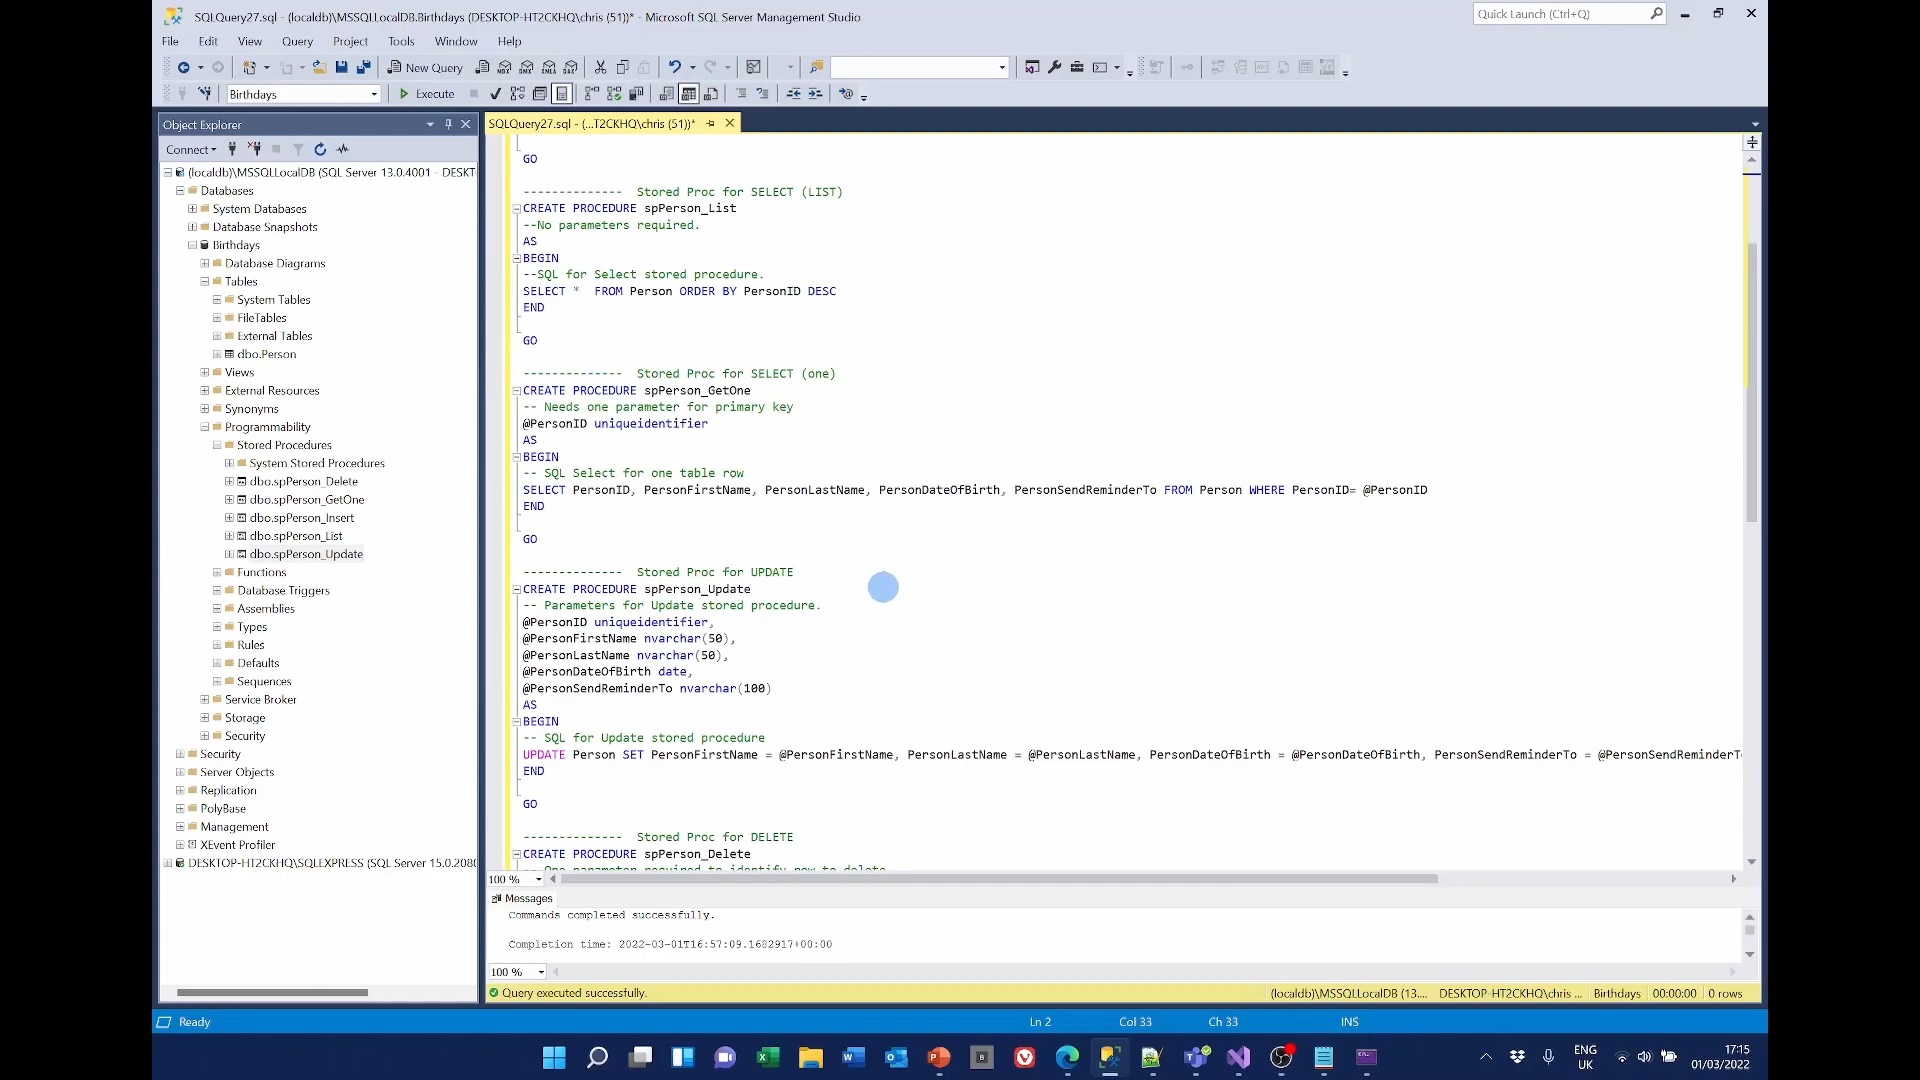 SQLQuery27.sql - (localdb)\MSSQLLocalDB.Birthdays (DESKTOP-HT2CKHQ\chris (51))* - Microsoft SQL Server Management Studio
Quick Launch (Ctrl+Q)
File Edit View Query Project Tools Window Help
New Query
MDX DMX XMLA DAX
Birthdays
Execute
Object Explorer
Connect
(localdb)\MSSQLLocalDB (SQL Server 13.0.4001 - DESKT
Databases
System Databases
Database Snapshots
Birthdays
Database Diagrams
Tables
System Tables
FileTables
External Tables
dbo.Person
Views
External Resources
Synonyms
Programmability
Stored Procedures
System Stored Procedures
dbo.spPerson_Delete
dbo.spPerson_GetOne
dbo.spPerson_Insert
dbo.spPerson_List
dbo.spPerson_Update
Functions
Database Triggers
Assemblies
Types
Rules
Defaults
Sequences
Service Broker
Storage
Security
Security
Server Objects
Replication
PolyBase
Management
XEvent Profiler
DESKTOP-HT2CKHQ\SQLEXPRESS (SQL Server 15.0.208
SQLQuery27.sql - (...T2CKHQ\chris (51))*
GO
-------------- Stored Proc for SELECT (LIST)
CREATE PROCEDURE spPerson_List
--No parameters required.
AS
BEGIN
--SQL for Select stored procedure.
SELECT * FROM Person ORDER BY PersonID DESC
END
GO
-------------- Stored Proc for SELECT (one)
CREATE PROCEDURE spPerson_GetOne
-- Needs one parameter for primary key
@PersonID uniqueidentifier
AS
BEGIN
-- SQL Select for one table row
SELECT PersonID, PersonFirstName, PersonLastName, PersonDateOfBirth, PersonSendReminderTo FROM Person WHERE PersonID= @PersonID
END
GO
-------------- Stored Proc for UPDATE
CREATE PROCEDURE spPerson_Update
-- Parameters for Update stored procedure.
@PersonID uniqueidentifier,
@PersonFirstName nvarchar(50),
@PersonLastName nvarchar(50),
@PersonDateOfBirth date,
@PersonSendReminderTo nvarchar(100)
AS
BEGIN
-- SQL for Update stored procedure
UPDATE Person SET PersonFirstName = @PersonFirstName, PersonLastName = @PersonLastName, PersonDateOfBirth = @PersonDateOfBirth, PersonSendReminderTo = @PersonSendReminderT
END
GO
-------------- Stored Proc for DELETE
CREATE PROCEDURE spPerson_Delete
-- One parameter required to identify row to delete
100 %
Messages
Commands completed successfully.
Completion time: 2022-03-01T16:57:09.1682917+00:00
100 %
Query executed successfully.
(localdb)\MSSQLLocalDB (13.... DESKTOP-HT2CKHQ\chris ... Birthdays 00:00:00 0 rows
Ready
Ln 2 Col 33 Ch 33 INS
ENG
UK
17:15
01/03/2022